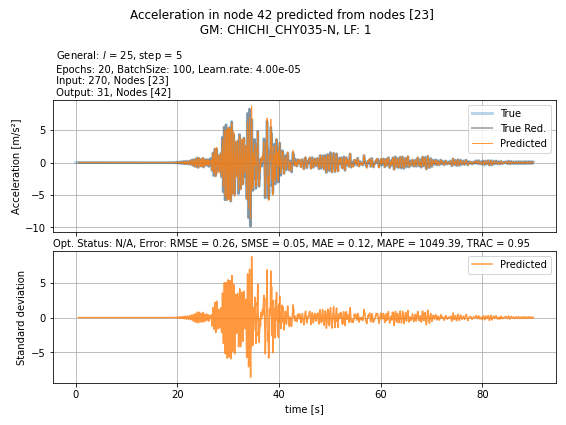 Acceleration in node 42 predicted from nodes [23]
GM: CHICHI_CHY035-N, LF: 1
General: l = 25, step = 5
Epochs: 20, BatchSize: 100, Learn.rate: 4.00e-05
Input: 270, Nodes [23]
Output: 31, Nodes [42]
Acceleration [m/s²]
5
0
−5
−10
True
True Red.
Predicted
Opt. Status: N/A, Error: RMSE = 0.26, SMSE = 0.05, MAE = 0.12, MAPE = 1049.39, TRAC = 0.95
Standard deviation
5
0
−5
Predicted
0 20 40 60 80
time [s]